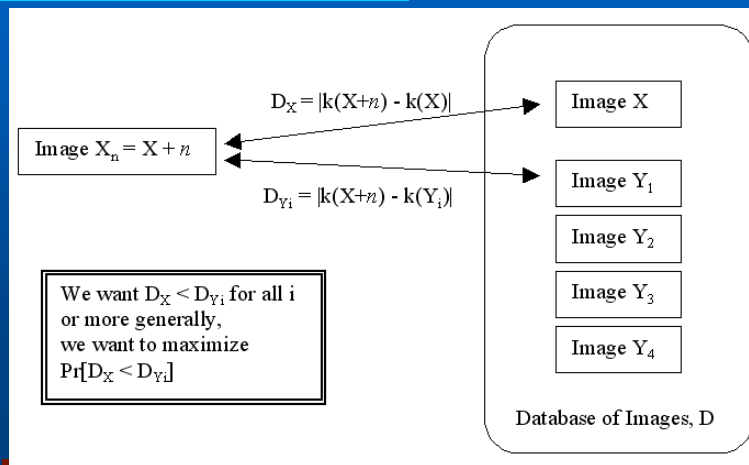 D_X = |k(X+n) - k(X)|
Image X
Image X_n = X + n
D_Yi = |k(X+n) - k(Y_i)|
Image Y_1
Image Y_2
Image Y_3
Image Y_4
We want D_X < D_Yi for all i
or more generally,
we want to maximize
Pr[D_X < D_Yi]
Database of Images, D